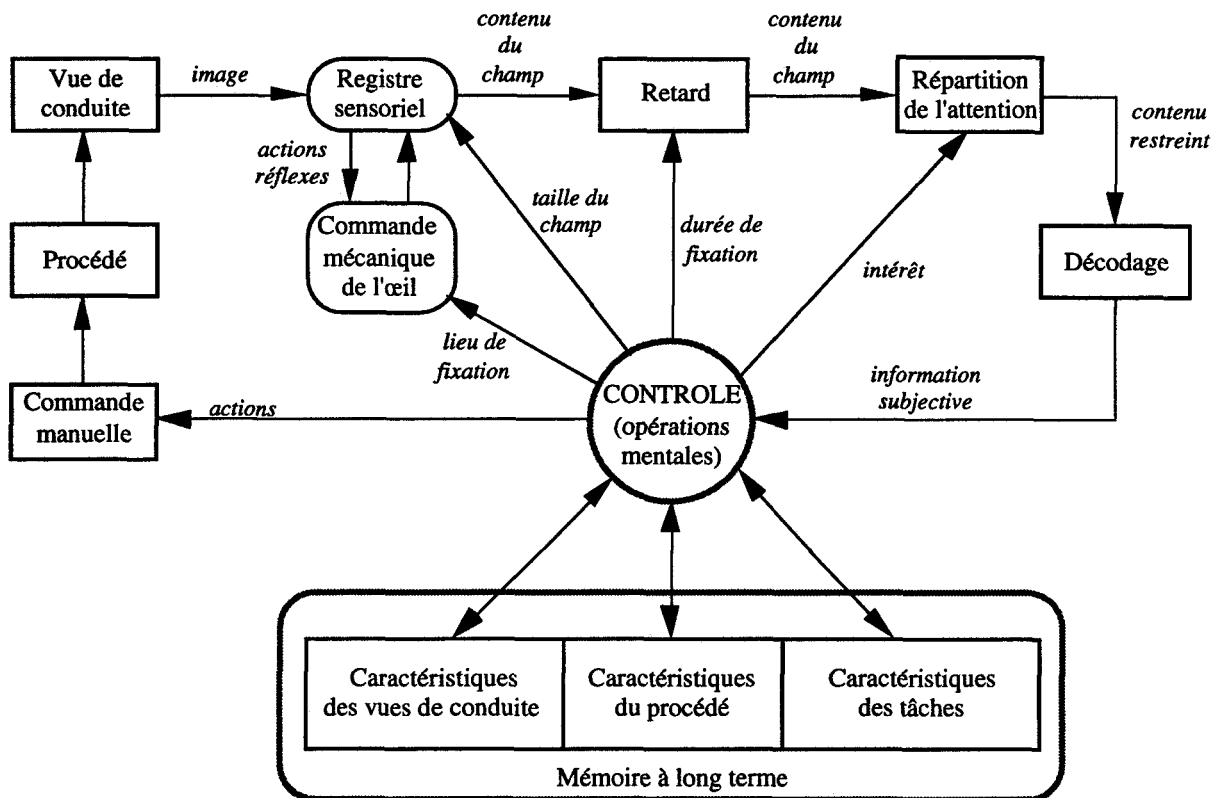 contenu
du
champ
contenu
du
champ
Vue de
conduite
image
Registre
sensoriel
Retard
Répartition
de l'attention
contenu
restreint
actions
réflexes
taille du
champ
durée de
fixation
intérêt
Procédé
Commande
mécanique
de l'œil
Décodage
lieu de
fixation
Commande
manuelle
actions
CONTROLE
(opérations
mentales)
information
subjective
Caractéristiques
des vues de conduite
Caractéristiques
du procédé
Caractéristiques
des tâches
Mémoire à long terme